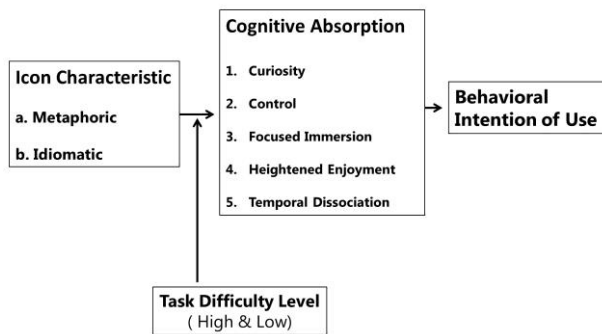 Icon Characteristic
a. Metaphoric
b. Idiomatic
Cognitive Absorption
1. Curiosity
2. Control
3. Focused Immersion
4. Heightened Enjoyment
5. Temporal Dissociation
Behavioral
Intention of Use
Task Difficulty Level
( High & Low)